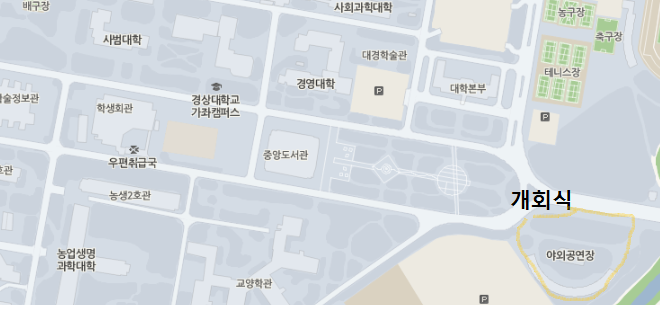 배구장
사회과학대학
농구장
족구장
사범대학
대경학술관
테니스장
경영대학
P
대학본부
학술정보관
경상대학교
가좌캠퍼스
학생회관
P
중앙도서관
우편취급국
농생2호관
개회식
농업생명
과학대학
야외공연장
교양학관
P